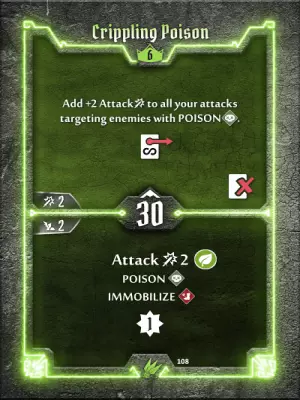 Crippling Poison
6
Add +2 Attack to all your attacks
targeting enemies with POISON.
S
2
30
2
Attack 2
POISON
IMMOBILIZE
1
108